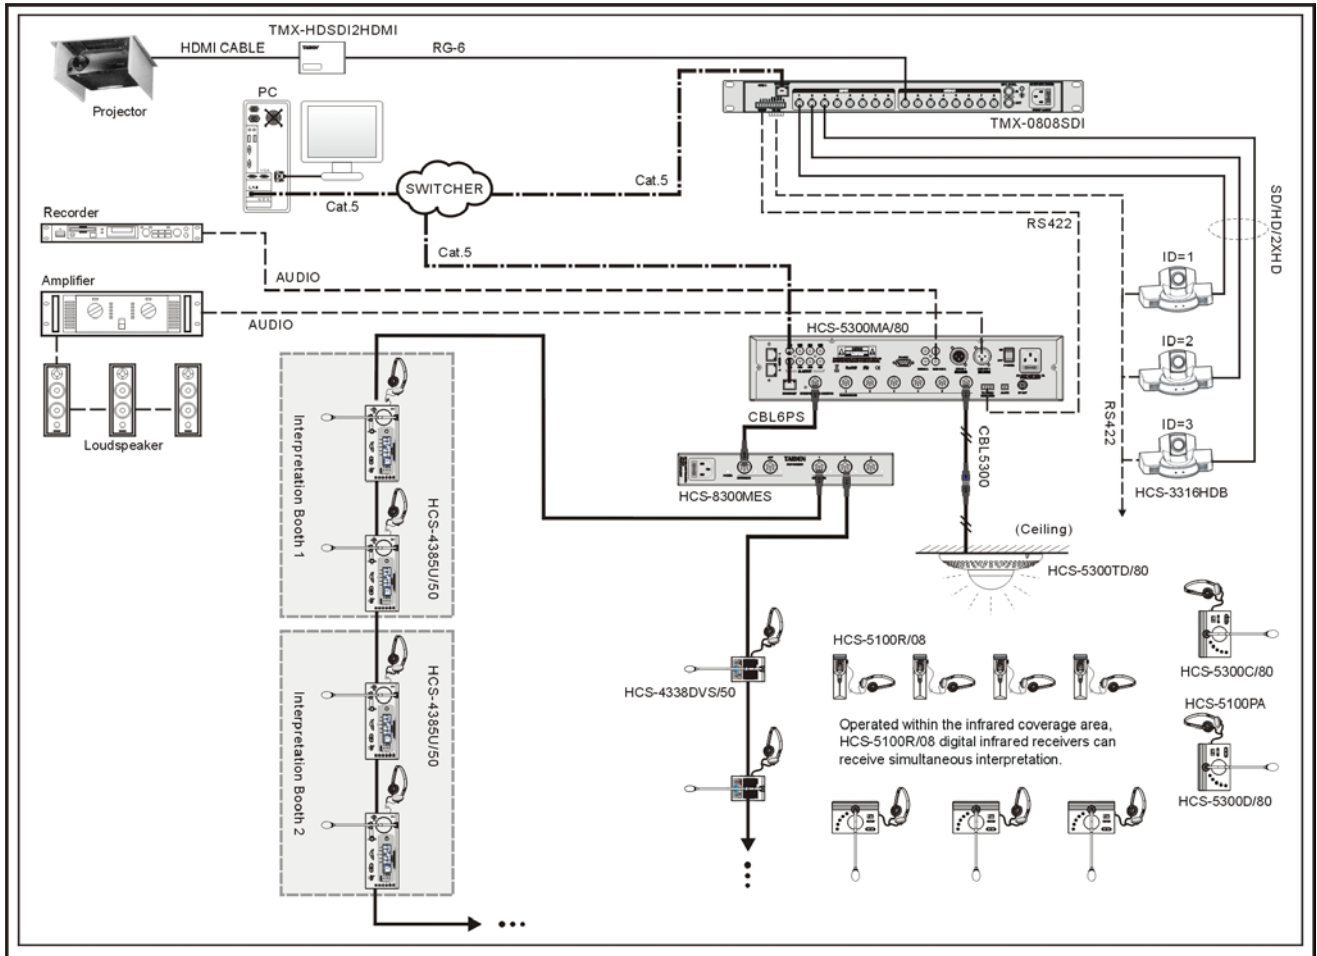 TMX-HDSDI2HDMI
HDMI CABLE
RG-6
Projector
PC
TMX-0808SDI
SWITCHER
Cat.5
Cat.5
Cat.5
Recorder
AUDIO
Amplifier
AUDIO
Loudspeaker
RS422
SD/HD/2XHD
ID=1
ID=2
ID=3
HCS-3316HDB
RS422
HCS-5300MA/80
CBL6PS
CBL5300
TAIDEN
HCS-8300MES
(Ceiling)
HCS-5300TD/80
Interpretation Booth 1
HCS-4385U/50
Interpretation Booth 2
HCS-4385U/50
HCS-4338DVS/50
HCS-5100R/08
Operated within the infrared coverage area,
HCS-5100R/08 digital infrared receivers can
receive simultaneous interpretation.
HCS-5300C/80
HCS-5100PA
HCS-5300D/80